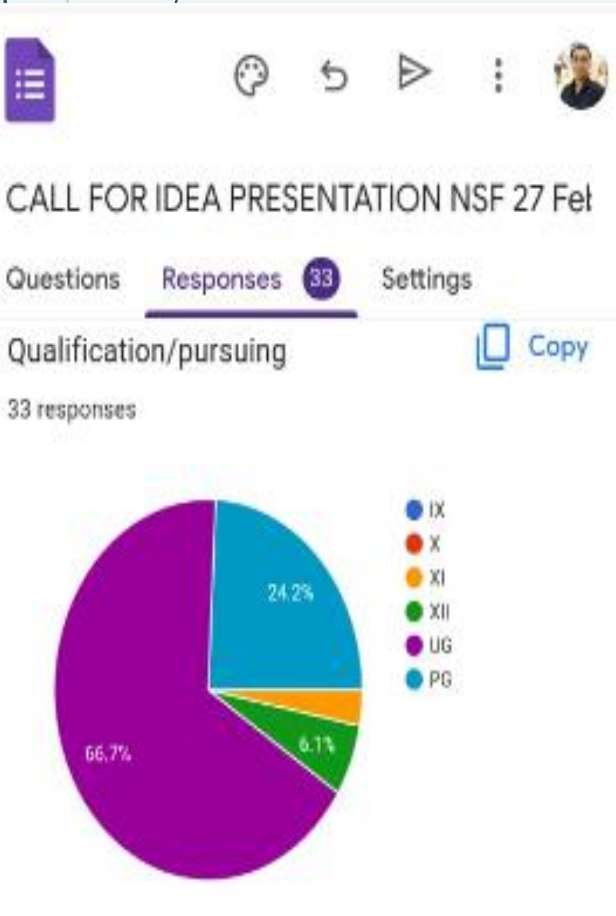 CALL FOR IDEA PRESENTATION NSF 27 Feb
Questions Responses 33 Settings
Qualification/pursuing Copy
33 responses
IX
X
XI
XII
UG
PG
24.2%
6.1%
66.7%